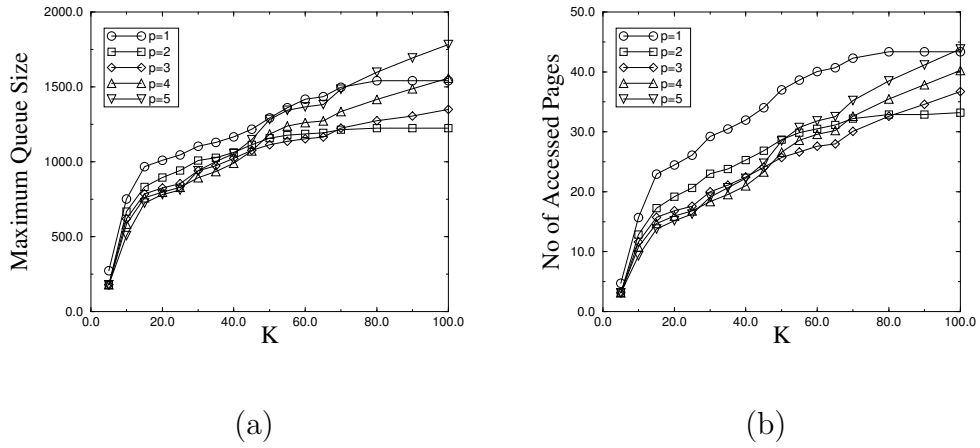 2000.0
1500.0
1000.0
500.0
0.0
Maximum Queue Size
p=1
p=2
p=3
p=4
p=5
0.0 20.0 40.0 60.0 80.0 100.0
K
(a)
50.0
40.0
30.0
20.0
10.0
0.0
No of Accessed Pages
p=1
p=2
p=3
p=4
p=5
0.0 20.0 40.0 60.0 80.0 100.0
K
(b)